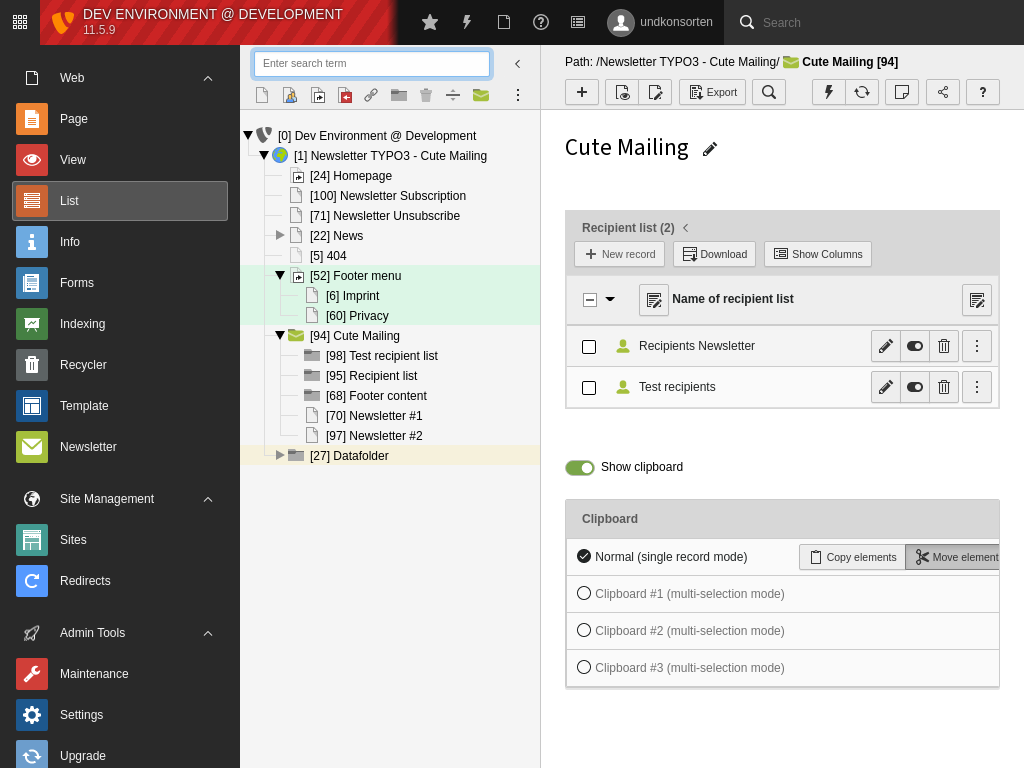 DEV ENVIRONMENT @ DEVELOPMENT
11.5.9
undkonsorten
Search
Web
Page
View
List
Info
Forms
Indexing
Recycler
Template
Newsletter
Site Management
Sites
Redirects
Admin Tools
Maintenance
Settings
Upgrade
Enter search term
[0] Dev Environment @ Development
[1] Newsletter TYPO3 - Cute Mailing
[24] Homepage
[100] Newsletter Subscription
[71] Newsletter Unsubscribe
[22] News
[5] 404
[52] Footer menu
[6] Imprint
[60] Privacy
[94] Cute Mailing
[98] Test recipient list
[95] Recipient list
[68] Footer content
[70] Newsletter #1
[97] Newsletter #2
[27] Datafolder
Path: /Newsletter TYPO3 - Cute Mailing/ Cute Mailing [94]
Export
Cute Mailing
Recipient list (2)
New record Download Show Columns
Name of recipient list
Recipients Newsletter
Test recipients
Show clipboard
Clipboard
Normal (single record mode) Copy elements Move element
Clipboard #1 (multi-selection mode)
Clipboard #2 (multi-selection mode)
Clipboard #3 (multi-selection mode)